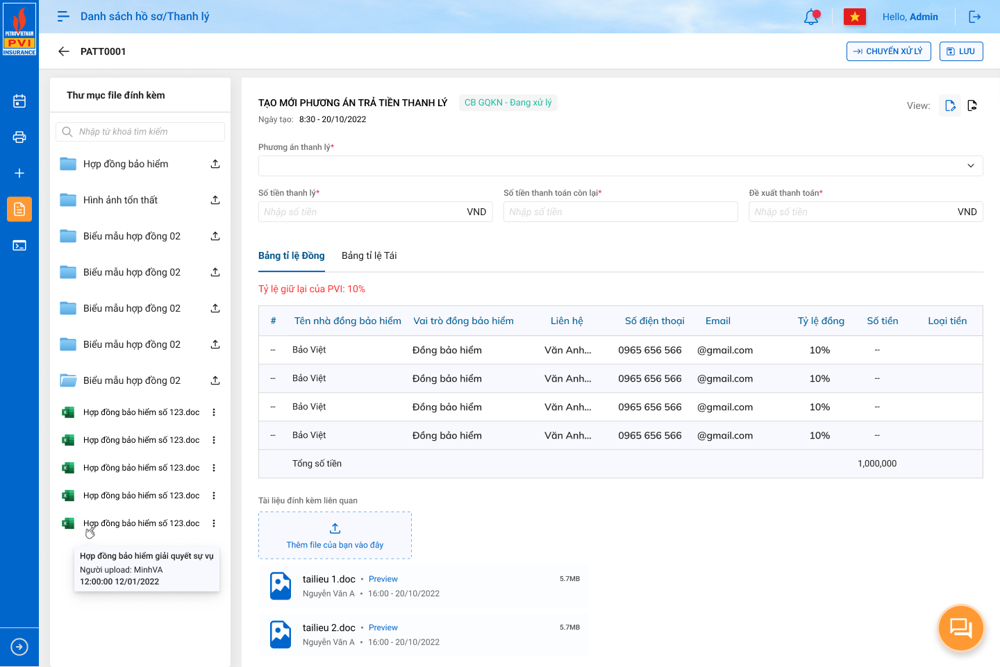 PETROVIETNAM
PVI
INSURANCE
Danh sách hồ sơ/Thanh lý
Hello, Admin
PATT0001
CHUYỂN XỬ LÝ
LƯU
Thư mục file đính kèm
Nhập từ khoá tìm kiếm
Hợp đồng bảo hiểm
Hình ảnh tổn thất
Biểu mẫu hợp đồng 02
Biểu mẫu hợp đồng 02
Biểu mẫu hợp đồng 02
Biểu mẫu hợp đồng 02
Biểu mẫu hợp đồng 02
Hợp đồng bảo hiểm số 123.doc
Hợp đồng bảo hiểm số 123.doc
Hợp đồng bảo hiểm số 123.doc
Hợp đồng bảo hiểm số 123.doc
Hợp đồng bảo hiểm số 123.doc
Hợp đồng bảo hiểm giải quyết sự vụ
Người upload: MinhVA
12:00:00 12/01/2022
TẠO MỚI PHƯƠNG ÁN TRẢ TIỀN THANH LÝ
CB GQKN - Đang xử lý
View:
Ngày tạo: 8:30 - 20/10/2022
Phương án thanh lý*
Số tiền thanh lý*
Số tiền thanh toán còn lại*
Đề xuất thanh toán*
Nhập số tiền VND
Nhập số tiền
Nhập số tiền VND
Bảng tỉ lệ Đồng
Bảng tỉ lệ Tái
Tỷ lệ giữ lại của PVI: 10%
# Tên nhà đồng bảo hiểm Vai trò đồng bảo hiểm Liên hệ Số điện thoại Email Tỷ lệ đồng Số tiền Loại tiền
-- Bảo Việt Đồng bảo hiểm Văn Anh... 0965 656 566 @gmail.com 10% --
-- Bảo Việt Đồng bảo hiểm Văn Anh... 0965 656 566 @gmail.com 10% --
-- Bảo Việt Đồng bảo hiểm Văn Anh... 0965 656 566 @gmail.com 10% --
-- Bảo Việt Đồng bảo hiểm Văn Anh... 0965 656 566 @gmail.com 10% --
Tổng số tiền 1,000,000
Tài liệu đính kèm liên quan
Thêm file của bạn vào đây
tailieu 1.doc • Preview 5.7MB
Nguyễn Văn A • 16:00 - 20/10/2022
tailieu 2.doc • Preview 5.7MB
Nguyễn Văn A • 16:00 - 20/10/2022